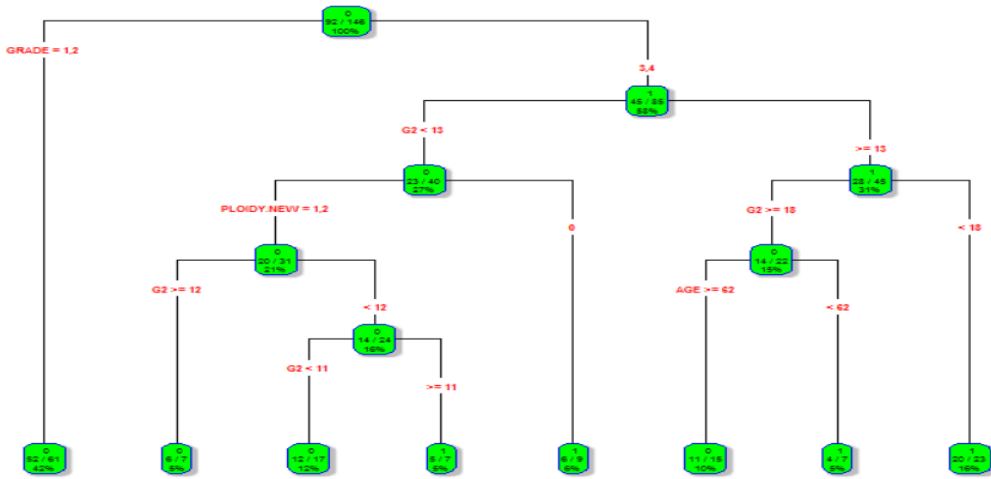 0
92 / 146
100%
GRADE = 1,2
3,4
1
45 / 85
58%
G2 < 13
>= 13
0
23 / 40
27%
1
28 / 45
31%
PLOIDY.NEW = 1,2
0
G2 >= 18
< 18
0
20 / 31
21%
0
14 / 22
15%
G2 >= 12
< 12
AGE >= 62
< 62
0
14 / 24
16%
G2 < 11
>= 11
0
52 / 61
42%
0
6 / 7
5%
0
12 / 17
12%
1
5 / 7
5%
1
6 / 9
6%
0
11 / 15
10%
1
4 / 7
5%
1
20 / 23
16%